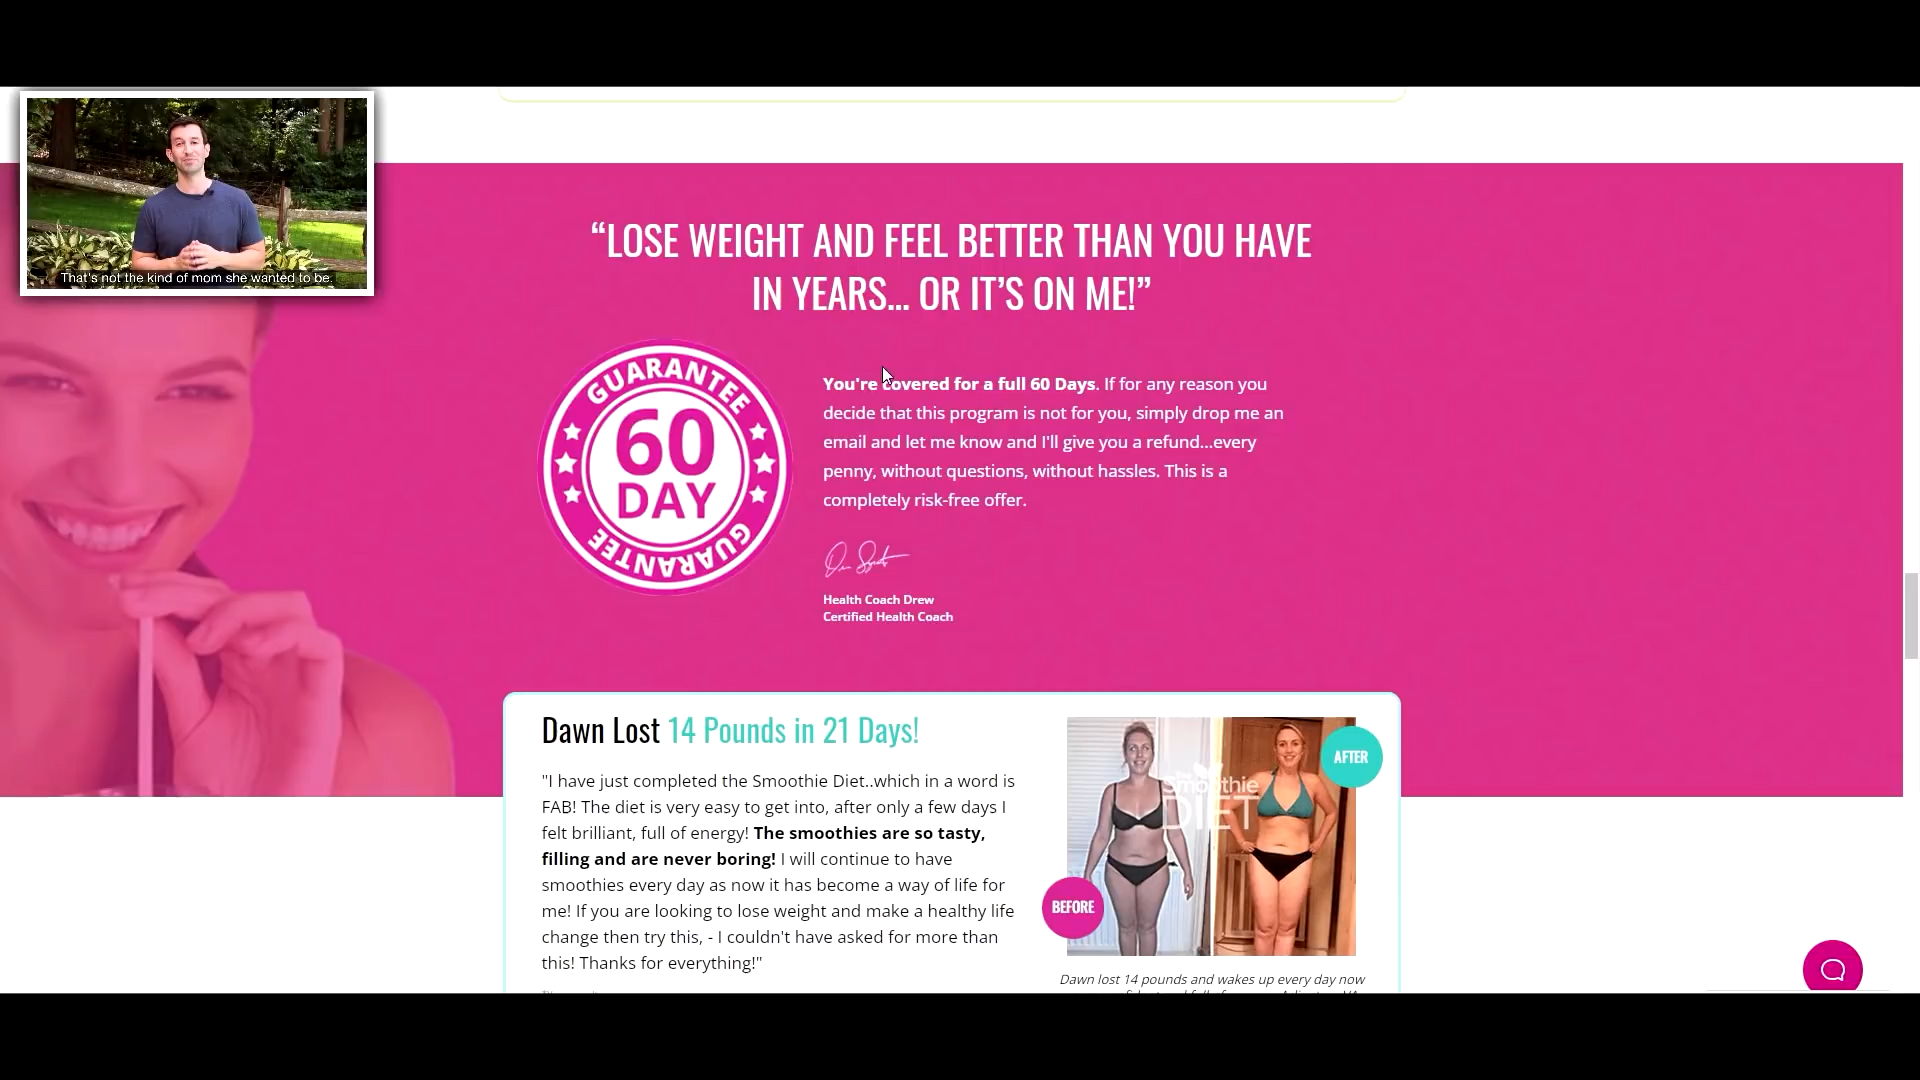 That's not the kind of mom she wanted to be.
“LOSE WEIGHT AND FEEL BETTER THAN YOU HAVE
IN YEARS... OR IT’S ON ME!”
GUARANTEE
60
DAY
GUARANTEE
You're covered for a full 60 Days. If for any reason you
decide that this program is not for you, simply drop me an
email and let me know and I'll give you a refund...every
penny, without questions, without hassles. This is a
completely risk-free offer.
Health Coach Drew
Certified Health Coach
Dawn Lost 14 Pounds in 21 Days!
"I have just completed the Smoothie Diet..which in a word is
FAB! The diet is very easy to get into, after only a few days I
felt brilliant, full of energy! The smoothies are so tasty,
filling and are never boring! I will continue to have
smoothies every day as now it has become a way of life for
me! If you are looking to lose weight and make a healthy life
change then try this, - I couldn't have asked for more than
this! Thanks for everything!"
AFTER
Smoothie
DIET
BEFORE
Dawn lost 14 pounds and wakes up every day now